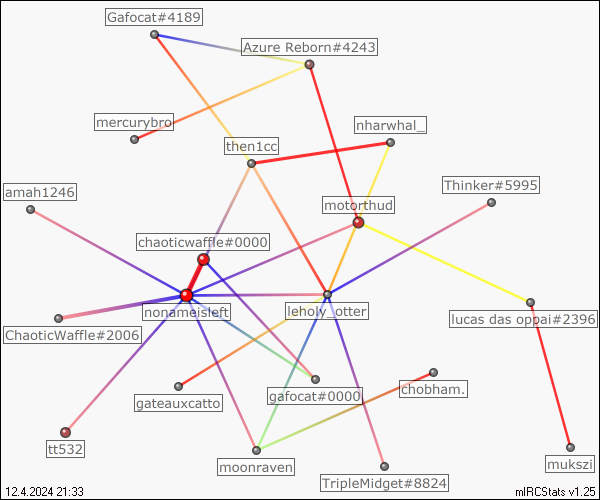 Gafocat#4189
Azure Reborn#4243
mercurybro
nharwhal_
then1cc
Thinker#5995
amah1246
motorthud
chaoticwaffle#0000
nonameisleft
leholy_otter
lucas das oppai#2396
ChaoticWaffle#2006
chobham.
gafocat#0000
gateauxcatto
tt532
moonraven
mukszi
TripleMidget#8824
12.4.2024 21:33
mIRCStats v1.25